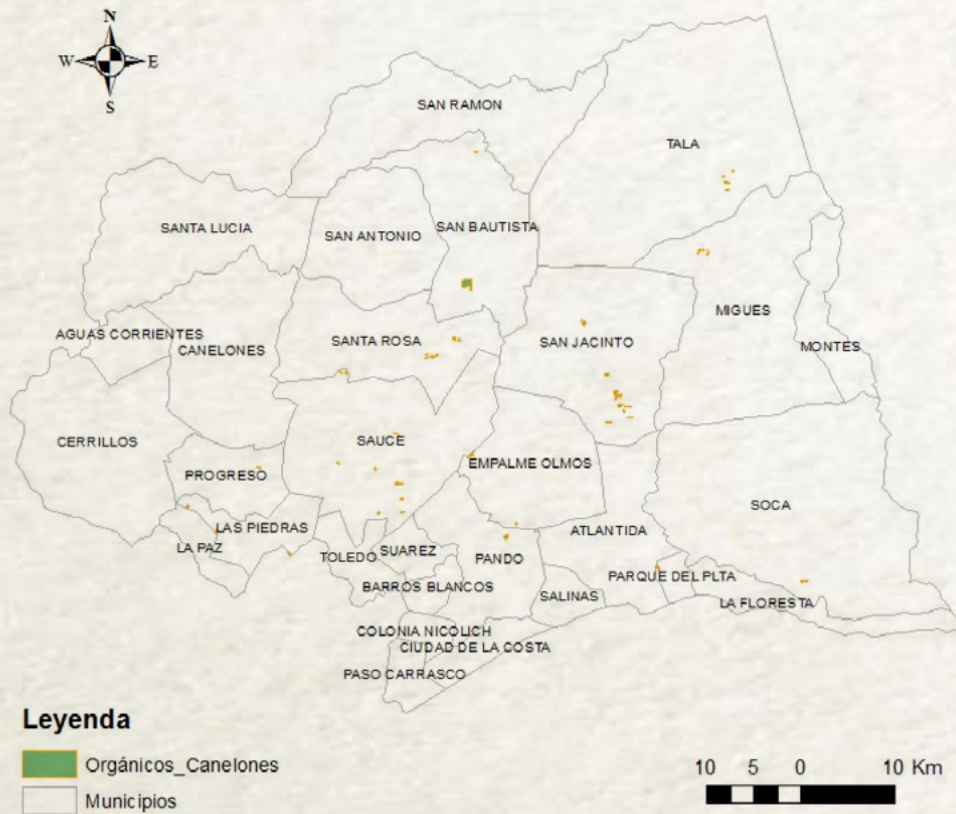 N
W E
S
SAN RAMON
TALA
SANTA LUCIA
SAN ANTONIO
SAN BAUTISTA
MIGUES
AGUAS CORRIENTES
CANELONES
SANTA ROSA
SAN JACINTO
MONTES
CERRILLOS
SAUCE
EMPALME OLMOS
PROGRESO
SOCA
LAS PIEDRAS
ATLANTIDA
LA PAZ
TOLEDO
SUAREZ
PANDO
PARQUE DEL PLTA
BARROS BLANCOS
SALINAS
LA FLORESTA
COLONIA NICOLICH
CIUDAD DE LA COSTA
PASO CARRASCO
Leyenda
Orgánicos_Canelones
Municipios
10 5 0 10 Km